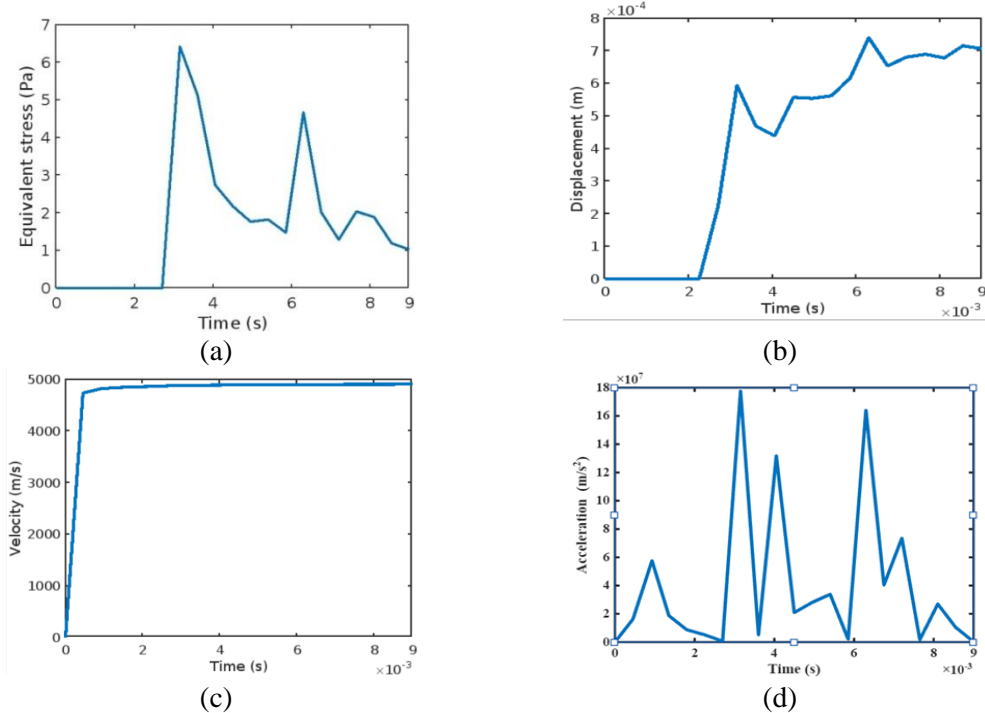 7
6
5
4
3
2
1
0
Equivalent stress (Pa)
0 2 4 6 8 9
Time (s)
(a)
×10⁻⁴
8
7
6
5
4
3
2
1
0
Displacement (m)
0 2 4 6 8 9
Time (s) ×10⁻³
(b)
5000
4000
3000
2000
1000
0
Velocity (m/s)
0 2 4 6 8 9
Time (s) ×10⁻³
(c)
×10⁷
18
16
14
12
10
8
6
4
2
0
Acceleration (m/s²)
0 2 4 6 8 9
Time (s) ×10⁻³
(d)